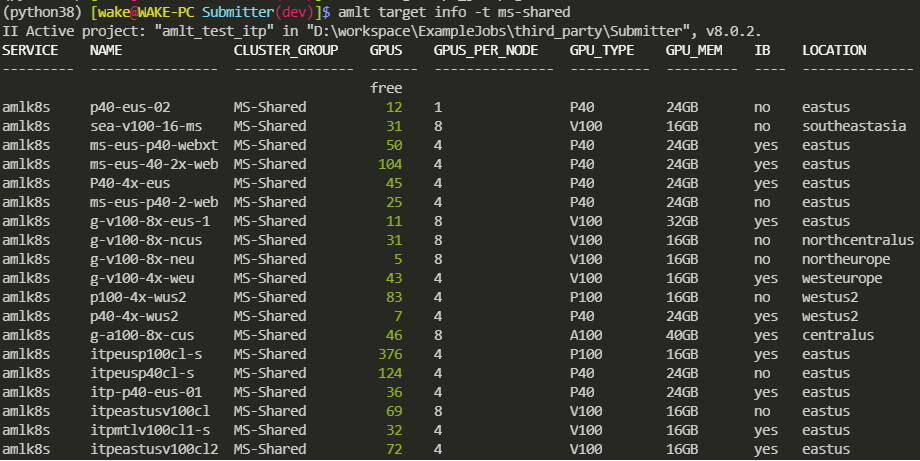 (python38) [wake@WAKE-PC Submitter(dev)]$ amlt target info -t ms-shared
II Active project: "amlt_test_itp" in "D:\workspace\ExampleJobs\third_party\Submitter", v8.0.2.
SERVICE    NAME              CLUSTER_GROUP    GPUS    GPUS_PER_NODE    GPU_TYPE    GPU_MEM    IB    LOCATION
---------  ----------------  ---------------  ------  ---------------  ----------  ---------  ----  --------------
free
amlk8s     p40-eus-02        MS-Shared        12      1                P40         24GB       no    eastus
amlk8s     sea-v100-16-ms    MS-Shared        31      8                V100        16GB       no    southeastasia
amlk8s     ms-eus-p40-webxt  MS-Shared        50      4                P40         24GB       yes   eastus
amlk8s     ms-eus-40-2x-web  MS-Shared        104     4                P40         24GB       yes   eastus
amlk8s     P40-4x-eus        MS-Shared        45      4                P40         24GB       yes   eastus
amlk8s     ms-eus-p40-2-web  MS-Shared        25      4                P40         24GB       no    eastus
amlk8s     g-v100-8x-eus-1   MS-Shared        11      8                V100        32GB       yes   eastus
amlk8s     g-v100-8x-ncus    MS-Shared        31      8                V100        16GB       no    northcentralus
amlk8s     g-v100-8x-neu     MS-Shared        5       8                V100        16GB       no    northeurope
amlk8s     g-v100-4x-weu     MS-Shared        43      4                V100        16GB       yes   westeurope
amlk8s     p100-4x-wus2      MS-Shared        83      4                P100        16GB       no    westus2
amlk8s     p40-4x-wus2       MS-Shared        7       4                P40         24GB       yes   westus2
amlk8s     g-a100-8x-cus     MS-Shared        46      8                A100        40GB       yes   centralus
amlk8s     itpeusp100cl-s    MS-Shared        376     4                P100        16GB       yes   eastus
amlk8s     itpeusp40cl-s     MS-Shared        124     4                P40         24GB       no    eastus
amlk8s     itp-p40-eus-01    MS-Shared        36      4                P40         24GB       yes   eastus
amlk8s     itpeastusv100cl   MS-Shared        69      8                V100        16GB       no    eastus
amlk8s     itpmtlv100cl1-s   MS-Shared        32      4                V100        16GB       yes   eastus
amlk8s     itpeastusv100cl2  MS-Shared        72      4                V100        16GB       yes   eastus